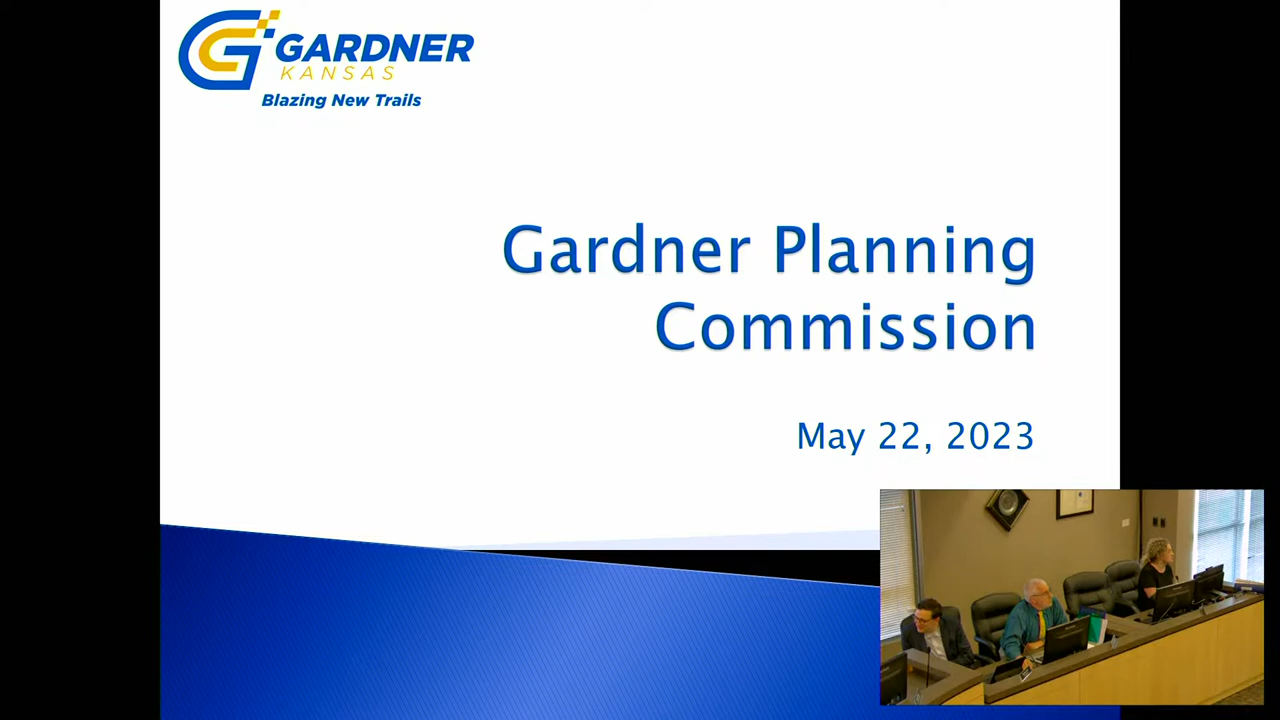 GARDNER
KANSAS
Blazing New Trails
Gardner Planning
Commission
May 22, 2023